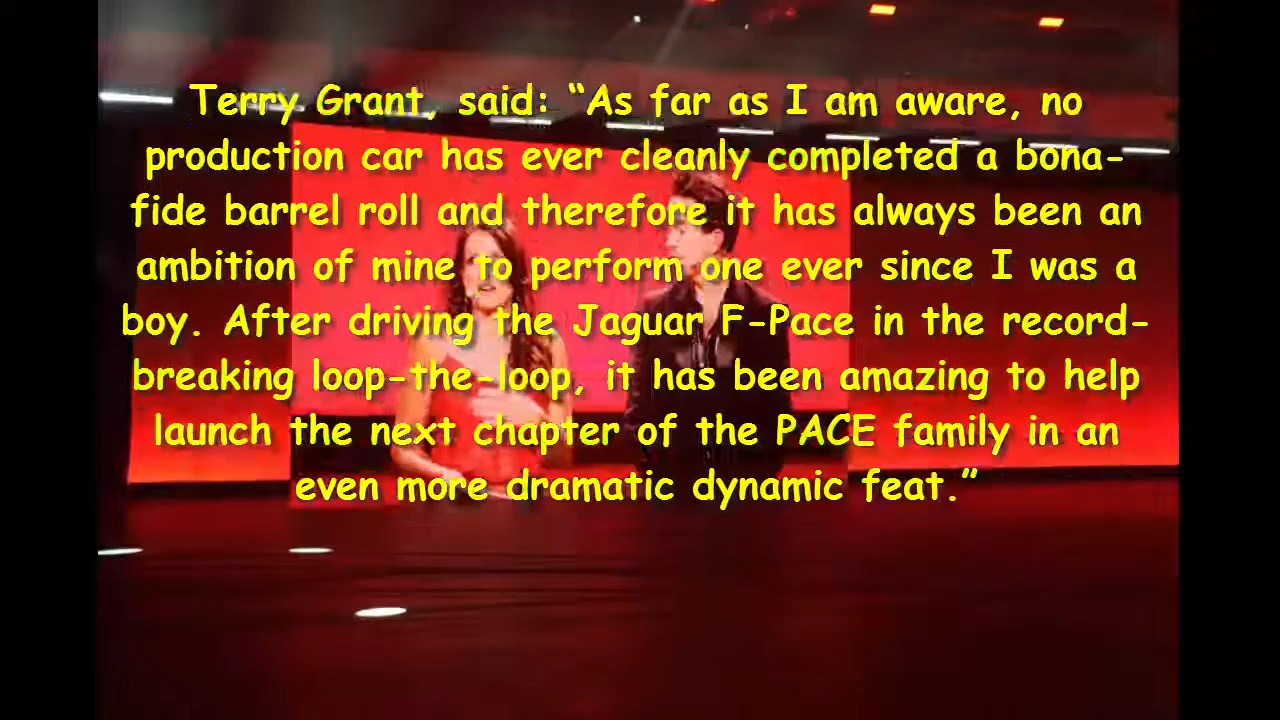 Terry Grant, said: “As far as I am aware, no
production car has ever cleanly completed a bona-
fide barrel roll and therefore it has always been an
ambition of mine to perform one ever since I was a
boy. After driving the Jaguar F-Pace in the record-
breaking loop-the-loop, it has been amazing to help
launch the next chapter of the PACE family in an
even more dramatic dynamic feat.”